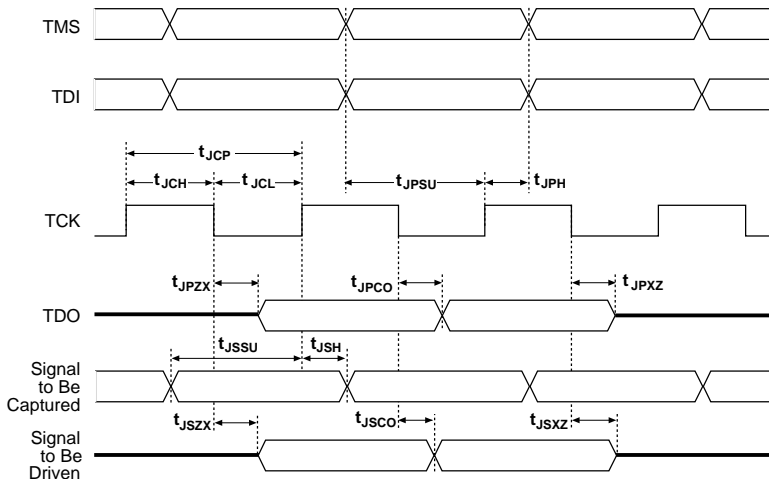 TMS
TDI
tJCP
tJCH
tJCL
tJPSU
tJPH
TCK
tJPZX
tJPCO
tJPXZ
TDO
tJSSU
tJSH
Signal
to Be
Captured
tJSZX
tJSCO
tJSXZ
Signal
to Be
Driven